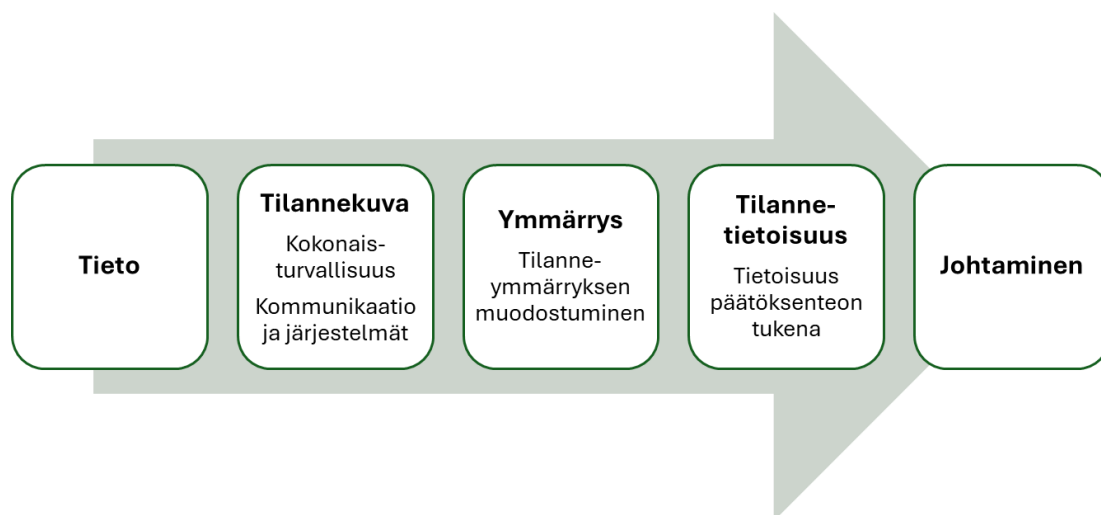 Tieto
Tilannekuva
Kokonais-
turvallisuus
Kommunikaatio
ja järjestelmät
Ymmärrys
Tilanne-
ymmärryksen
muodostuminen
Tilanne-
tietoisuus
Tietoisuus
päätöksenteon
tukena
Johtaminen